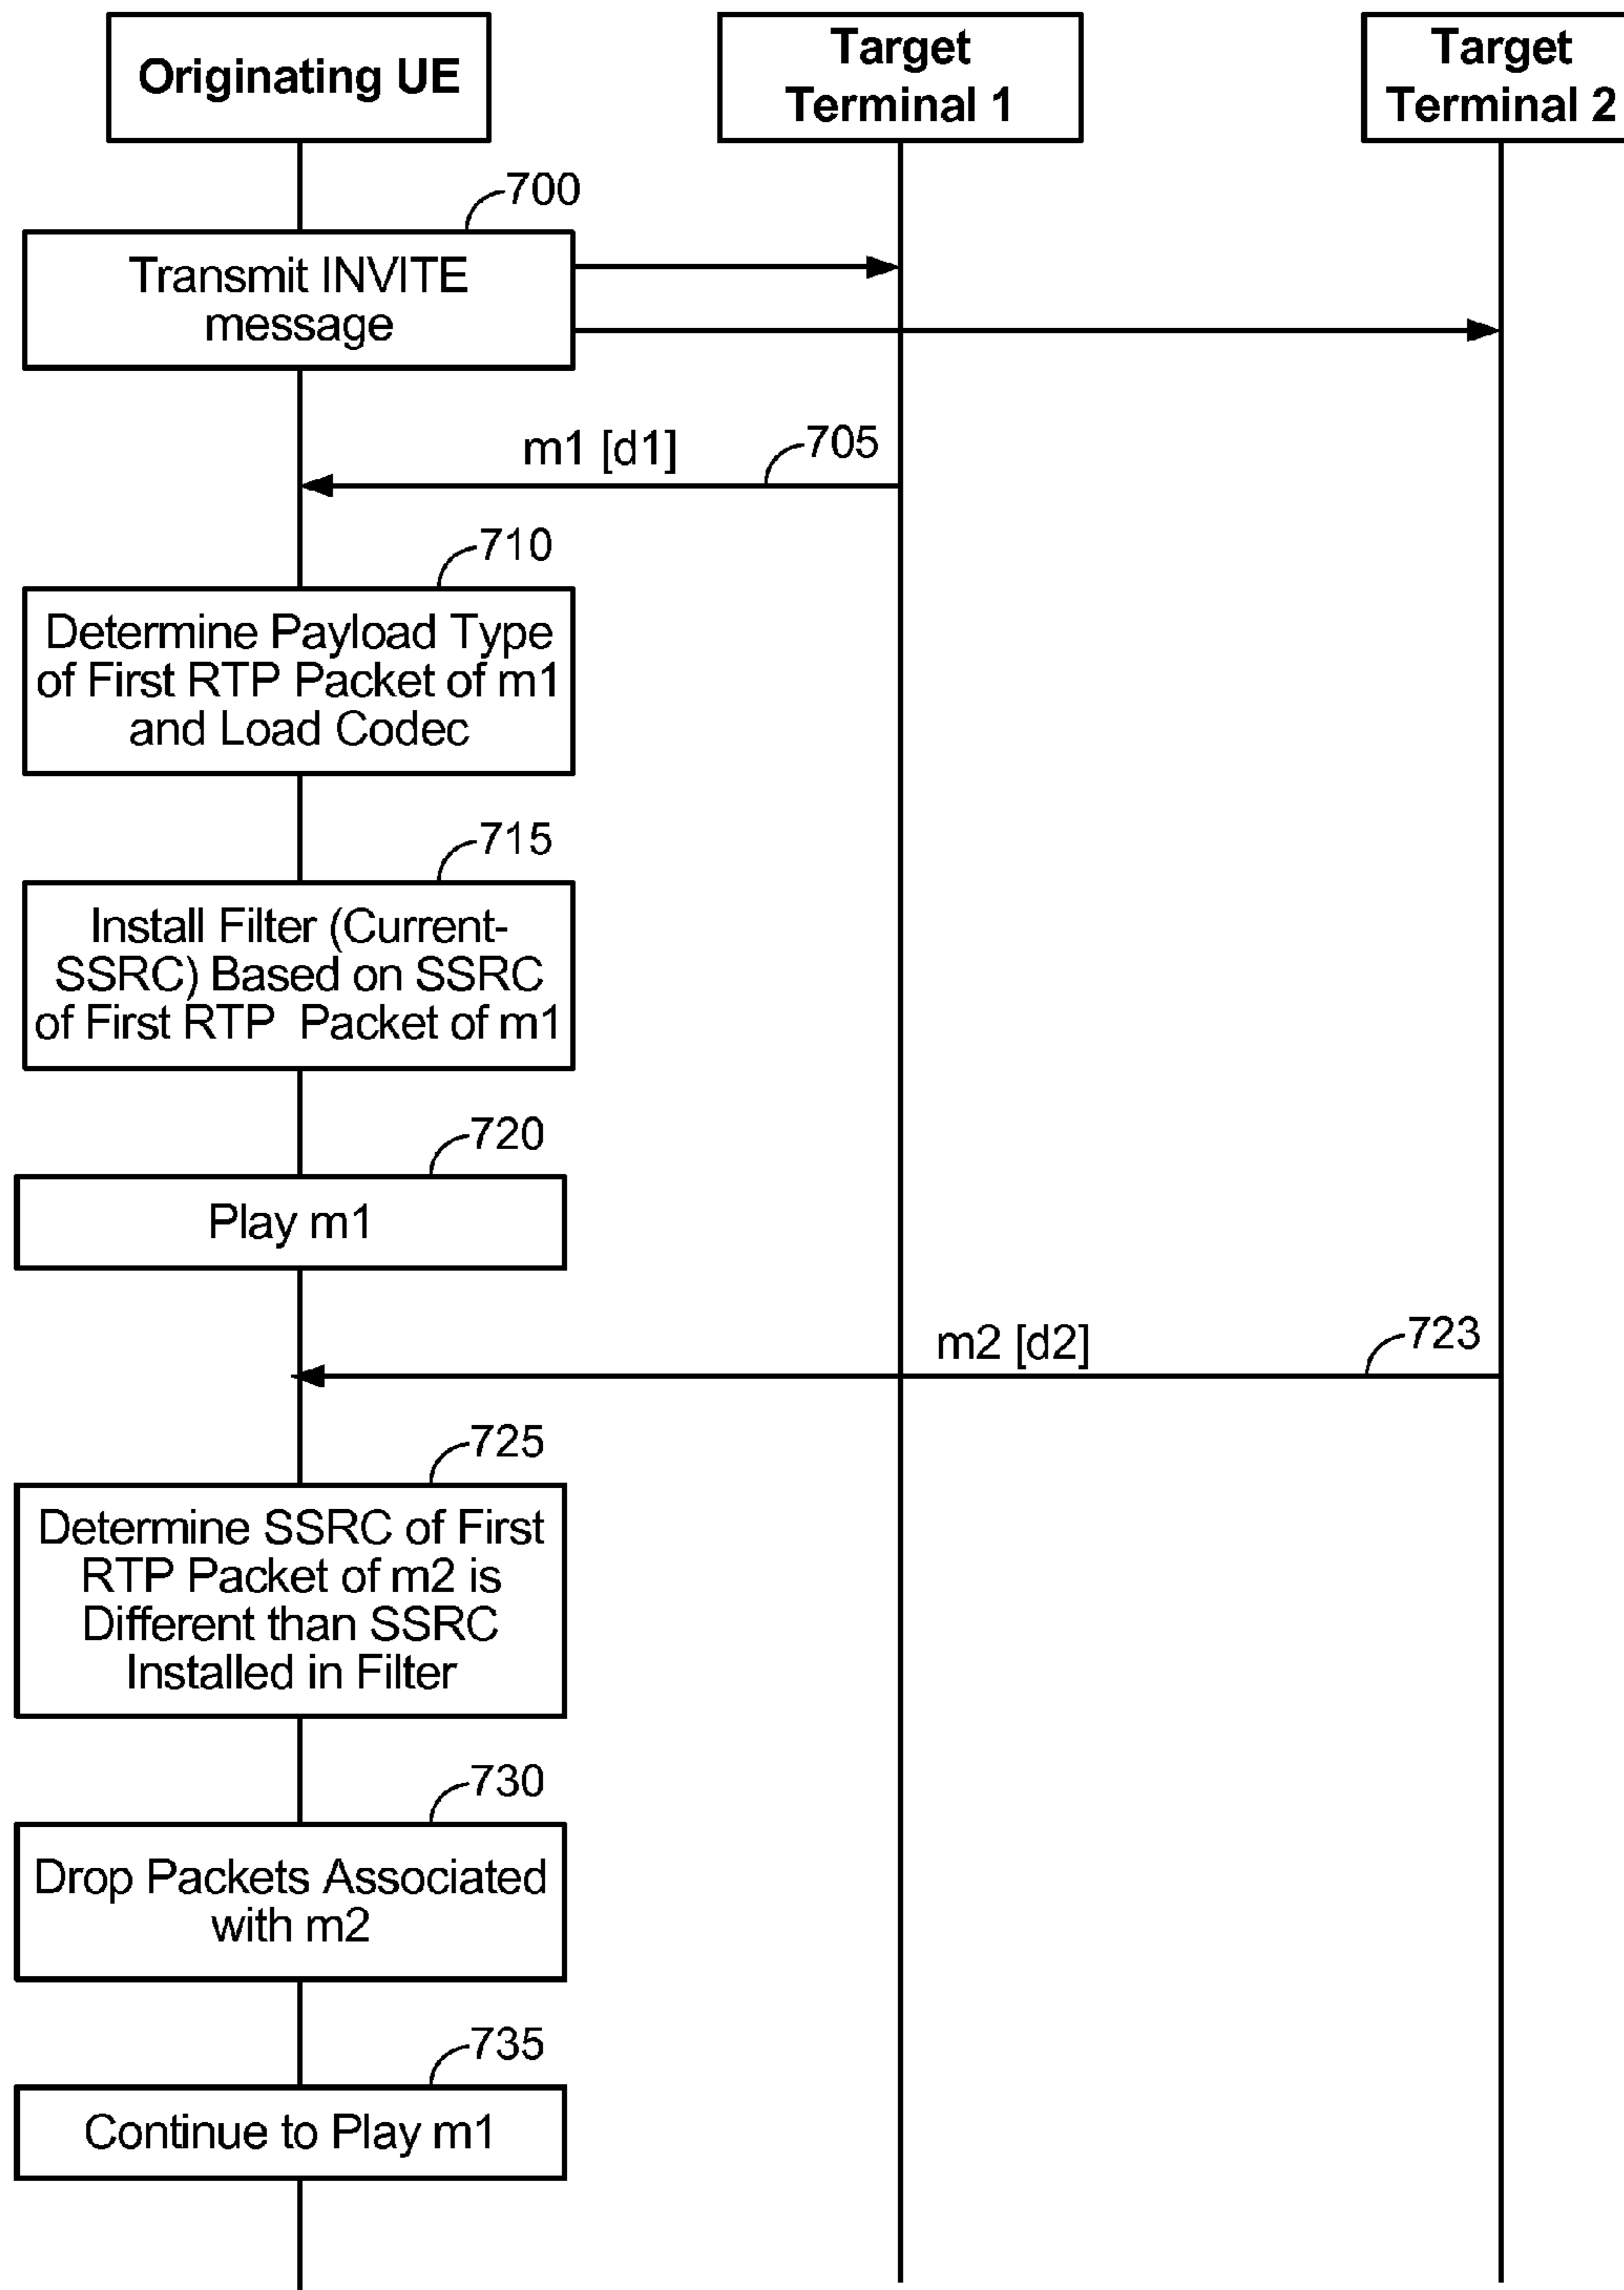 Originating UE
Target
Terminal 1
Target
Terminal 2
700
Transmit INVITE
message
m1 [d1]
705
710
Determine Payload Type
of First RTP Packet of m1
and Load Codec
715
Install Filter (Current-
SSRC) Based on SSRC
of First RTP Packet of m1
720
Play m1
m2 [d2]
723
725
Determine SSRC of First
RTP Packet of m2 is
Different than SSRC
Installed in Filter
730
Drop Packets Associated
with m2
735
Continue to Play m1